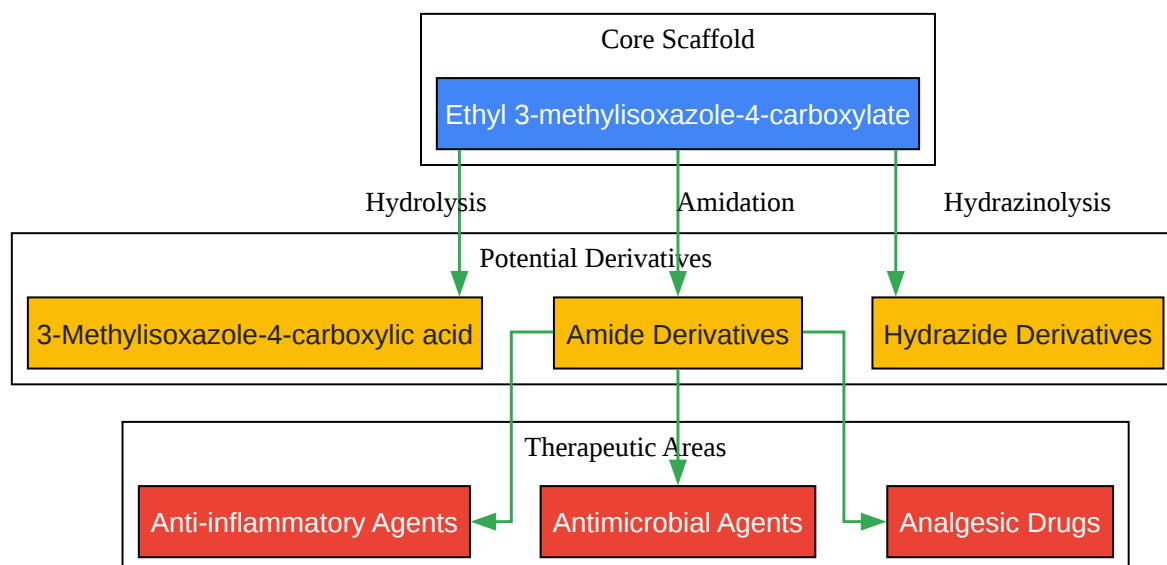 Core Scaffold
Ethyl 3-methylisoxazole-4-carboxylate
Hydrolysis
Amidation
Hydrazinolysis
Potential Derivatives
3-Methylisoxazole-4-carboxylic acid
Amide Derivatives
Hydrazide Derivatives
Therapeutic Areas
Anti-inflammatory Agents
Antimicrobial Agents
Analgesic Drugs